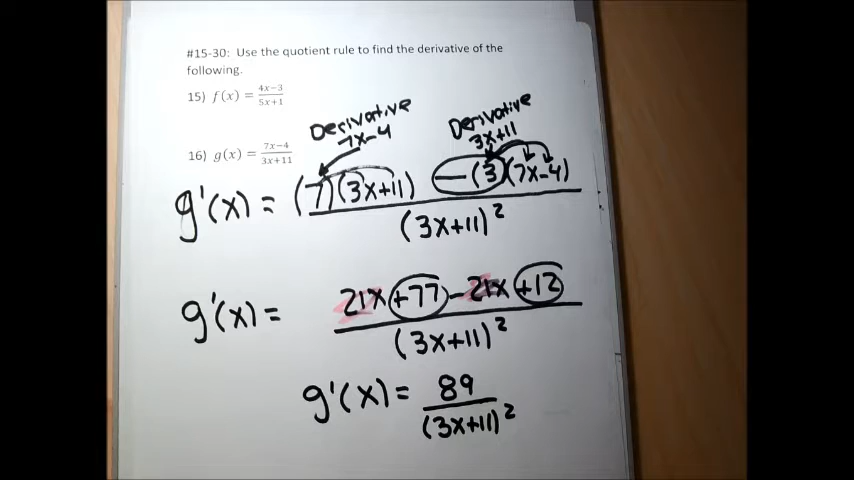 #15-30: Use the quotient rule to find the derivative of the
following.
15) f(x) = (4x−3)/(5x+1)
Derivative
7x-4
Derivative
3x+11
16) g(x) = (7x−4)/(3x+11)
g'(x) = ((7)(3x+11) - (3)(7x-4))/(3x+11)²
g'(x) = (21x+77-21x+12)/(3x+11)²
g'(x) = 89/(3x+11)²